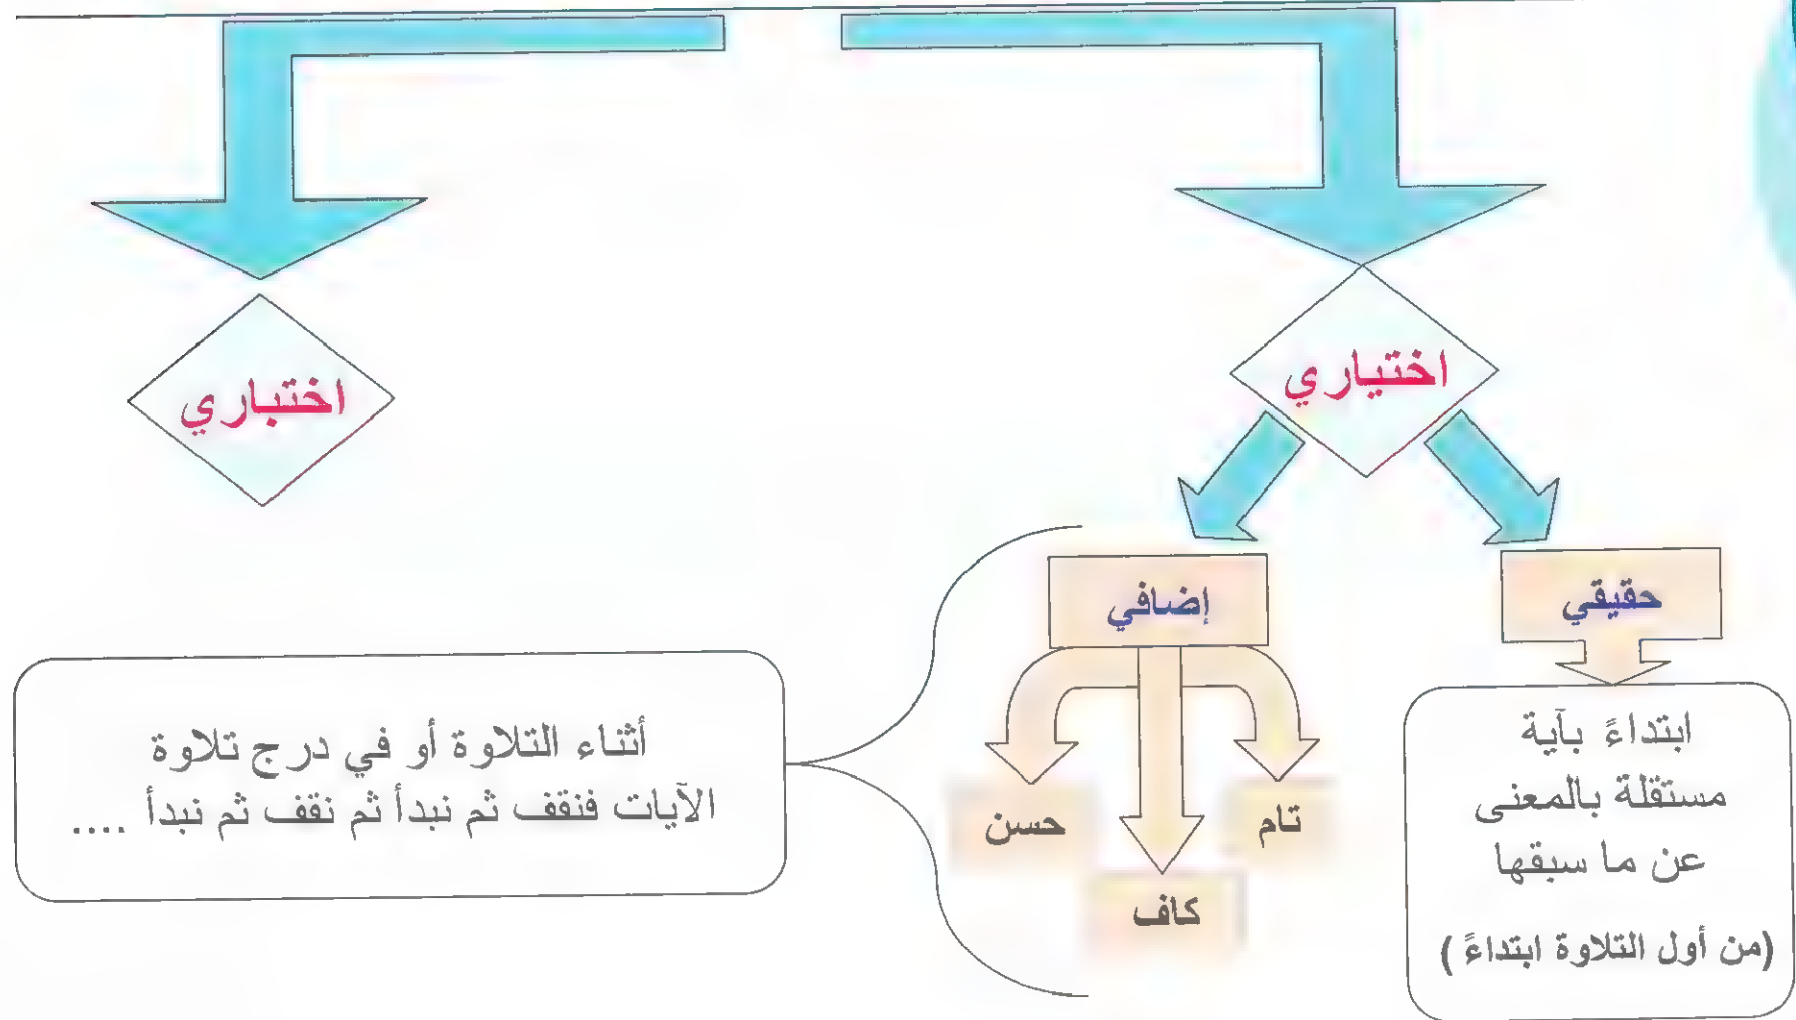 اختياري
اختباري
حقيقي
إضافي
ابتداءً بآية
مستقلة بالمعنى
عن ما سبقها
(من أول التلاوة ابتداءً )
تام
كاف
حسن
أثناء التلاوة أو في درج تلاوة
الآيات فنقف ثم نبدأ ثم نقف ثم نبدأ ....